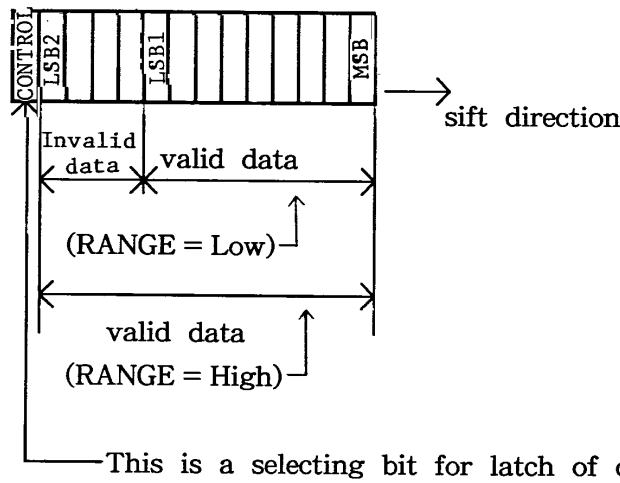 CONTROL
LSB2
LSB1
MSB
sift direction
Invalid
data
valid data
(RANGE = Low)
valid data
(RANGE = High)
This is a selecting bit for latch of